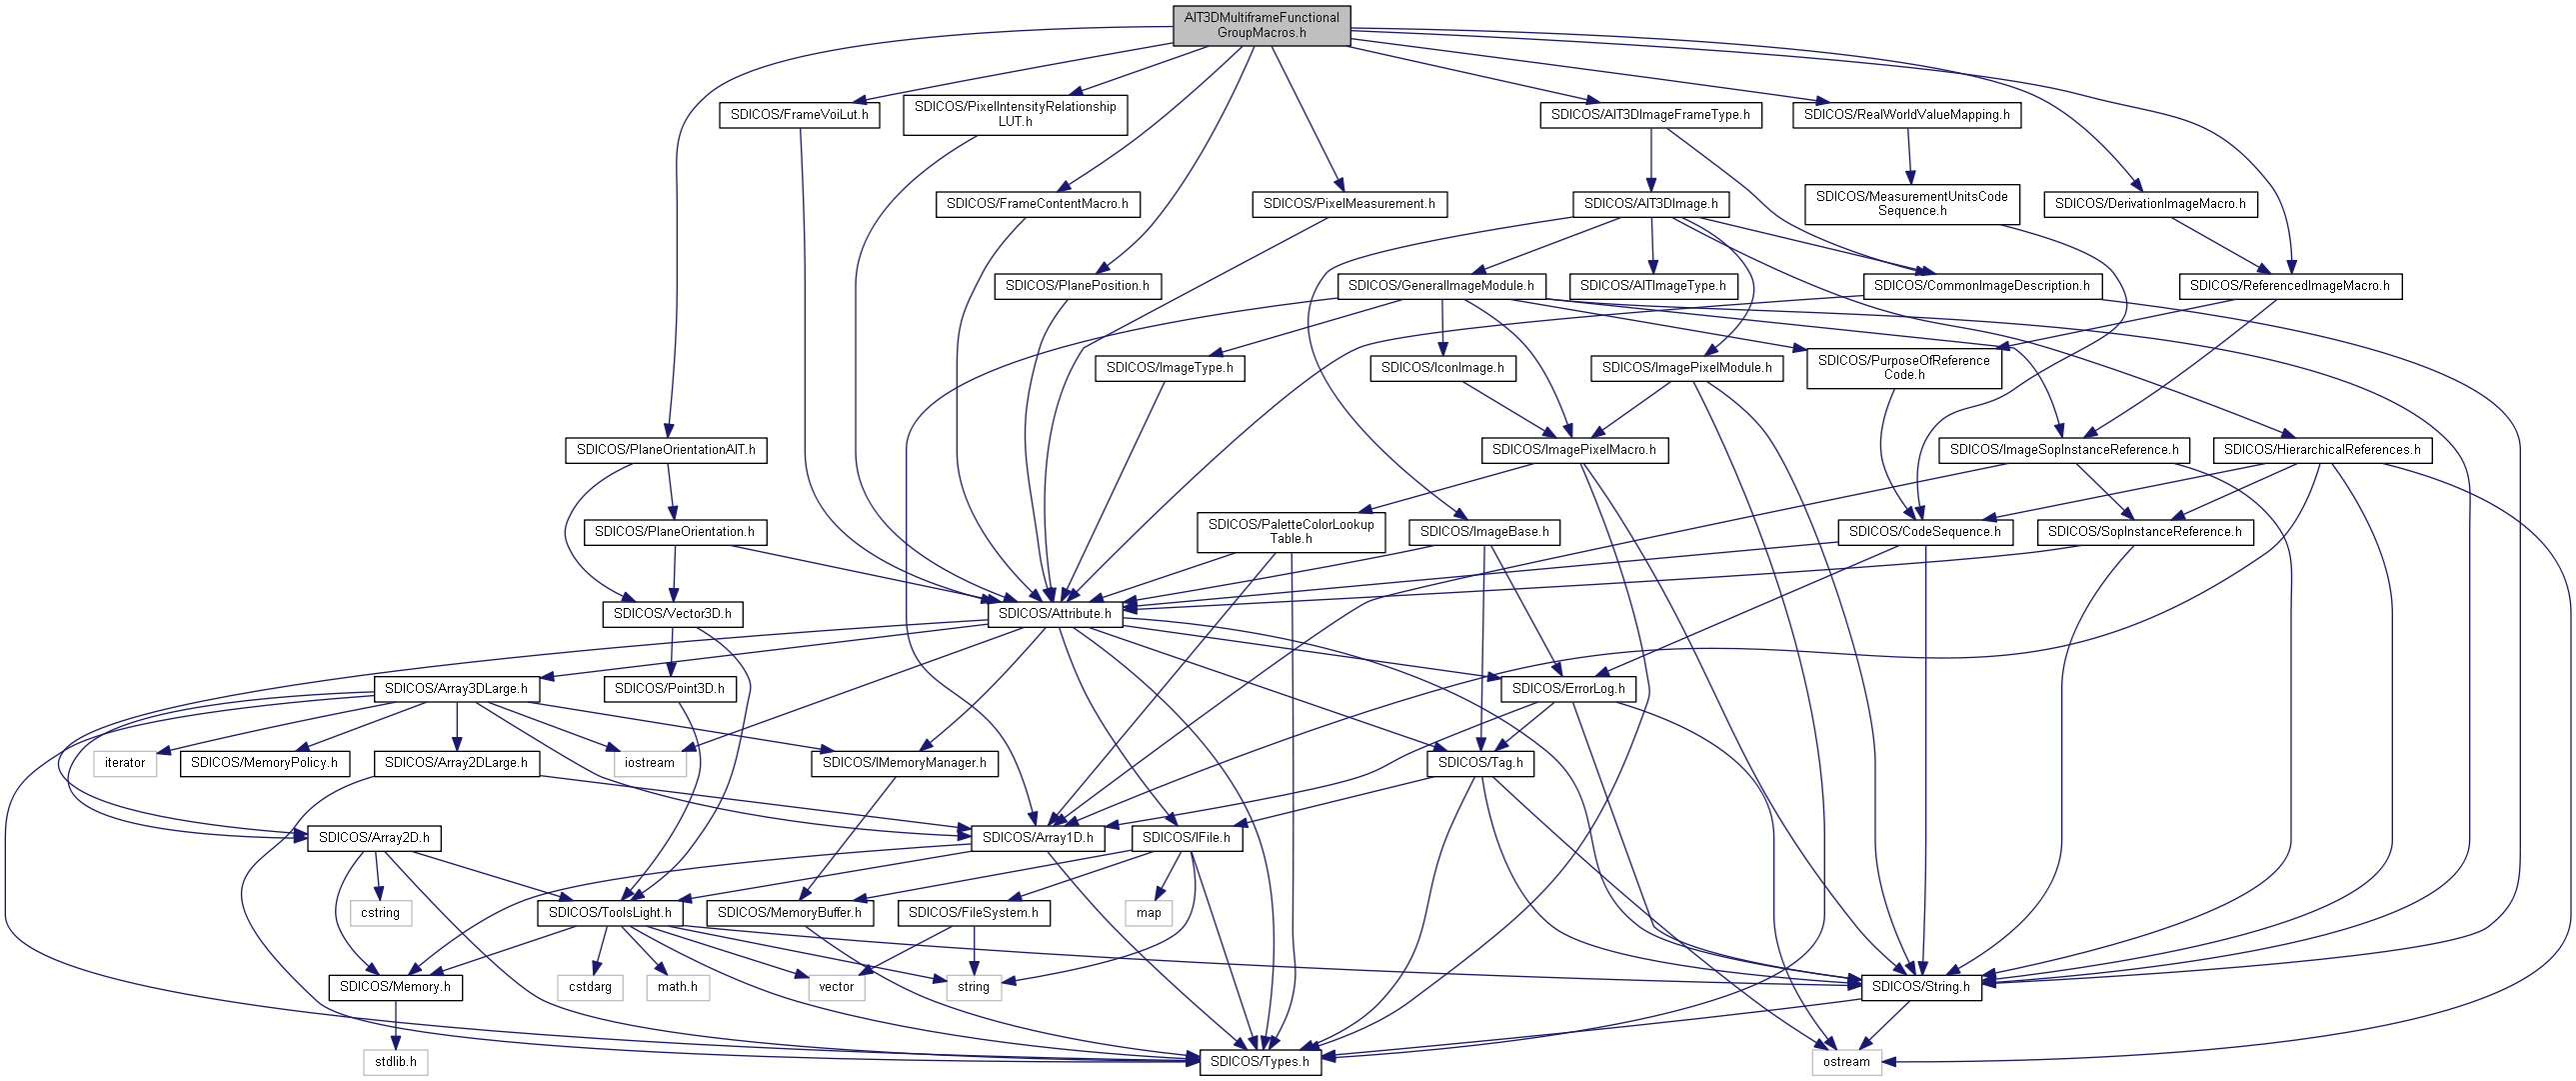 AIT3DMultiframeFunctional
GroupMacros.h
SDICOS/FrameVoiLut.h
SDICOS/PixelIntensityRelationship
LUT.h
SDICOS/AIT3DImageFrameType.h
SDICOS/RealWorldValueMapping.h
SDICOS/FrameContentMacro.h
SDICOS/PixelMeasurement.h
SDICOS/AIT3DImage.h
SDICOS/MeasurementUnitsCode
Sequence.h
SDICOS/DerivationImageMacro.h
SDICOS/PlanePosition.h
SDICOS/GeneralImageModule.h
SDICOS/AITImageType.h
SDICOS/CommonImageDescription.h
SDICOS/ReferencedImageMacro.h
SDICOS/ImageType.h
SDICOS/IconImage.h
SDICOS/ImagePixelModule.h
SDICOS/PurposeOfReference
Code.h
SDICOS/PlaneOrientationAIT.h
SDICOS/ImagePixelMacro.h
SDICOS/ImageSopInstanceReference.h
SDICOS/HierarchicalReferences.h
SDICOS/PlaneOrientation.h
SDICOS/PaletteColorLookup
Table.h
SDICOS/ImageBase.h
SDICOS/CodeSequence.h
SDICOS/SopInstanceReference.h
SDICOS/Vector3D.h
SDICOS/Attribute.h
SDICOS/Array3DLarge.h
SDICOS/Point3D.h
SDICOS/ErrorLog.h
iterator
SDICOS/MemoryPolicy.h
SDICOS/Array2DLarge.h
iostream
SDICOS/IMemoryManager.h
SDICOS/Tag.h
SDICOS/Array2D.h
SDICOS/Array1D.h
SDICOS/IFile.h
cstring
SDICOS/ToolsLight.h
SDICOS/MemoryBuffer.h
SDICOS/FileSystem.h
map
SDICOS/Memory.h
cstdarg
math.h
vector
string
SDICOS/String.h
stdlib.h
SDICOS/Types.h
ostream